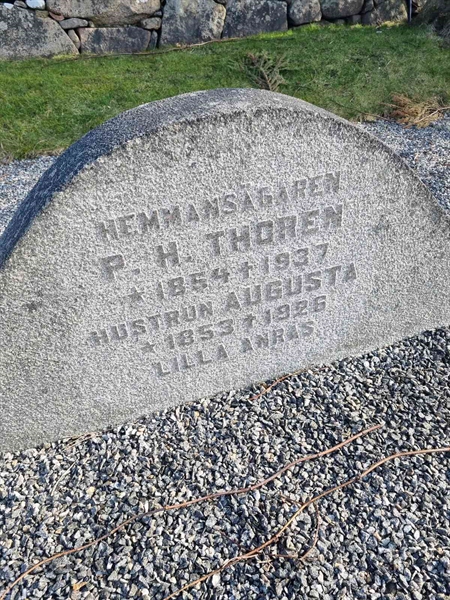 HEMMANSÄGAREN
P. H. THORÉN
* 1854 † 1937
HUSTRUN AUGUSTA
* 1853 † 1926
LILLA ANRÅS